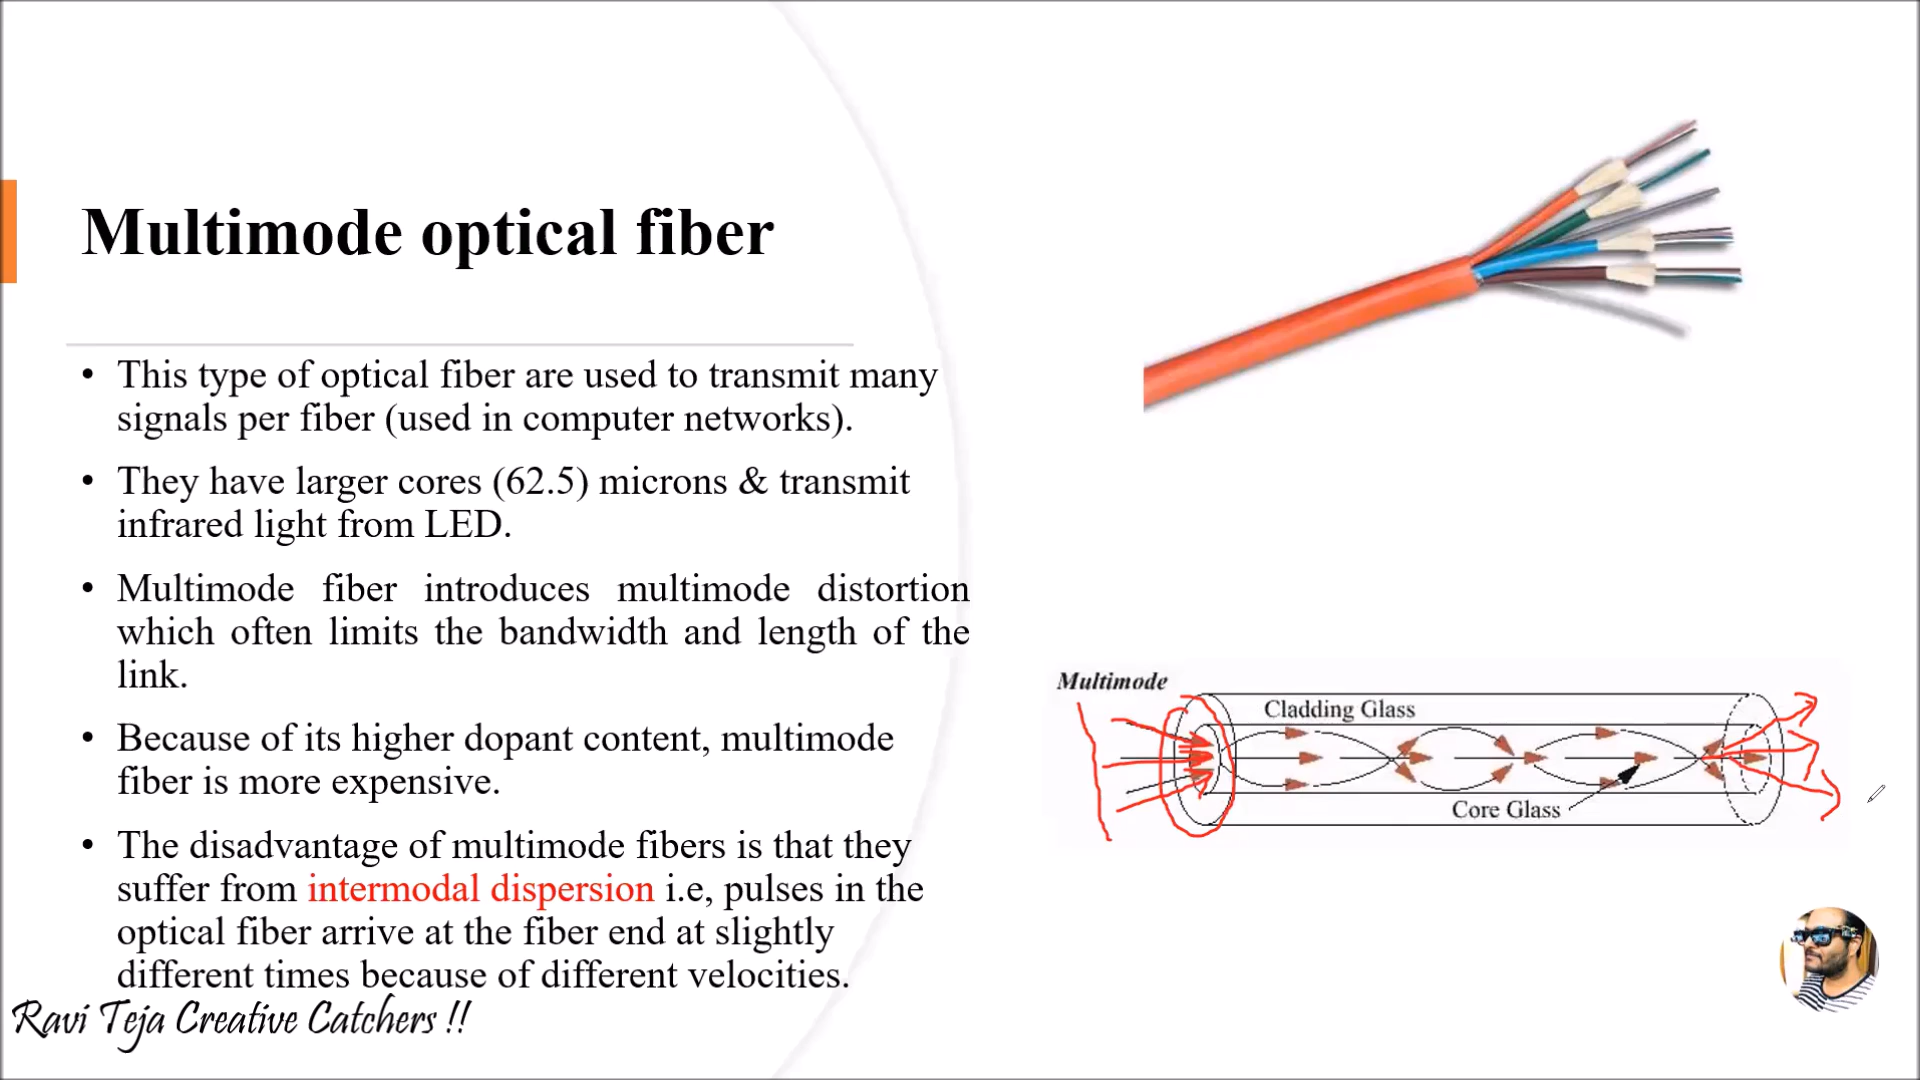 Multimode optical fiber
• This type of optical fiber are used to transmit many
signals per fiber (used in computer networks).
• They have larger cores (62.5) microns & transmit
infrared light from LED.
• Multimode fiber introduces multimode distortion
which often limits the bandwidth and length of the
link.
• Because of its higher dopant content, multimode
fiber is more expensive.
• The disadvantage of multimode fibers is that they
suffer from intermodal dispersion i.e, pulses in the
optical fiber arrive at the fiber end at slightly
different times because of different velocities.
Ravi Teja Creative Catchers !!
Multimode
Cladding Glass
Core Glass